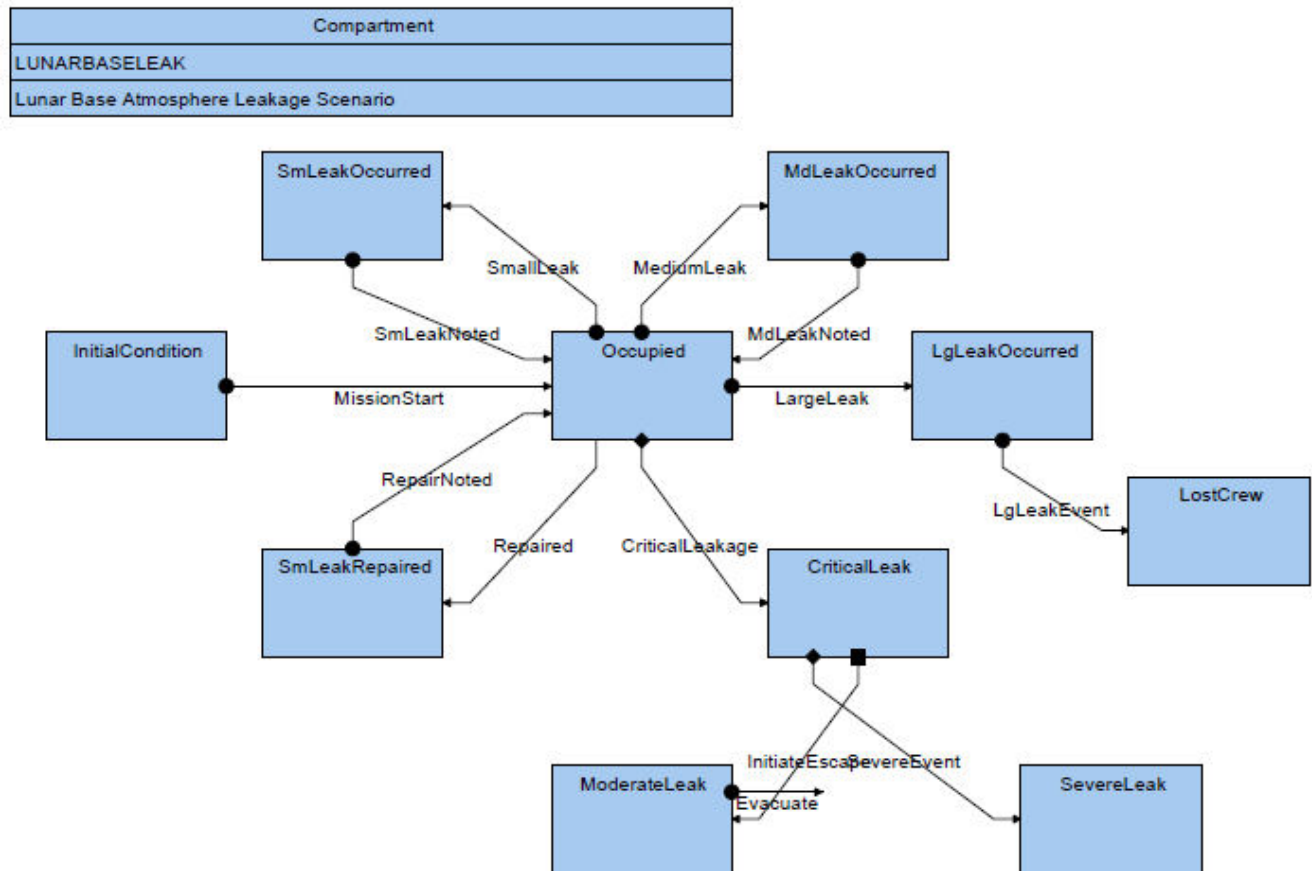 Compartment
LUNARBASELEAK
Lunar Base Atmosphere Leakage Scenario
SmLeakOccurred
MdLeakOccurred
SmallLeak
MediumLeak
SmLeakNoted
MdLeakNoted
InitialCondition
Occupied
LgLeakOccurred
MissionStart
LargeLeak
RepairNoted
LostCrew
LgLeakEvent
Repaired
CriticalLeakage
SmLeakRepaired
CriticalLeak
InitiateEscape
SevereEvent
ModerateLeak
SevereLeak
Evacuate